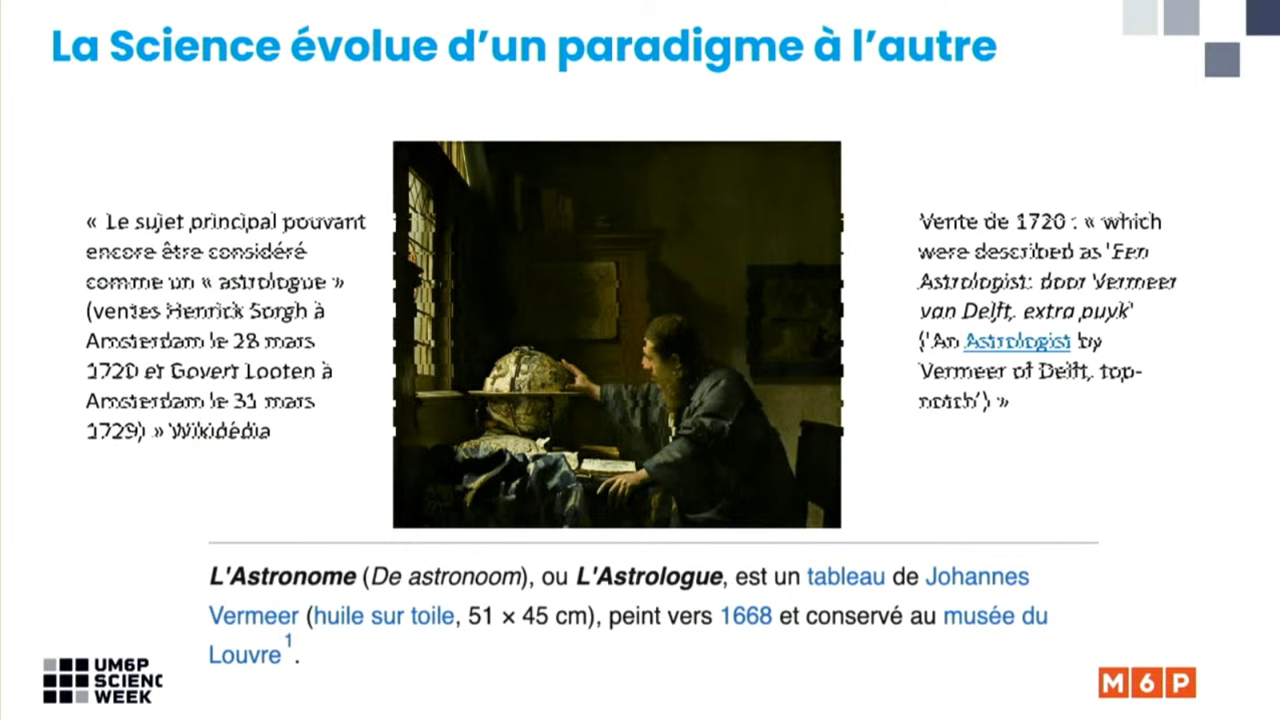 La Science évolue d’un paradigme à l’autre
« Le sujet principal pouvant
encore être considéré
comme un « astrologue »
(ventes Henrick Sorgh à
Amsterdam le 28 mars
1720 et Govert Looten à
Amsterdam le 31 mars
1729) » Wikidédia
Vente de 1720 : « which
were described as 'Een
Astrologist: door Vermeer
van Delft, extra puyk'
('An Astrologist by
Vermeer of Delft, top-
notch') »
L'Astronome (De astronoom), ou L'Astrologue, est un tableau de Johannes
Vermeer (huile sur toile, 51 × 45 cm), peint vers 1668 et conservé au musée du
Louvre 1.
UM6P
SCIENC
WEEK
M6P